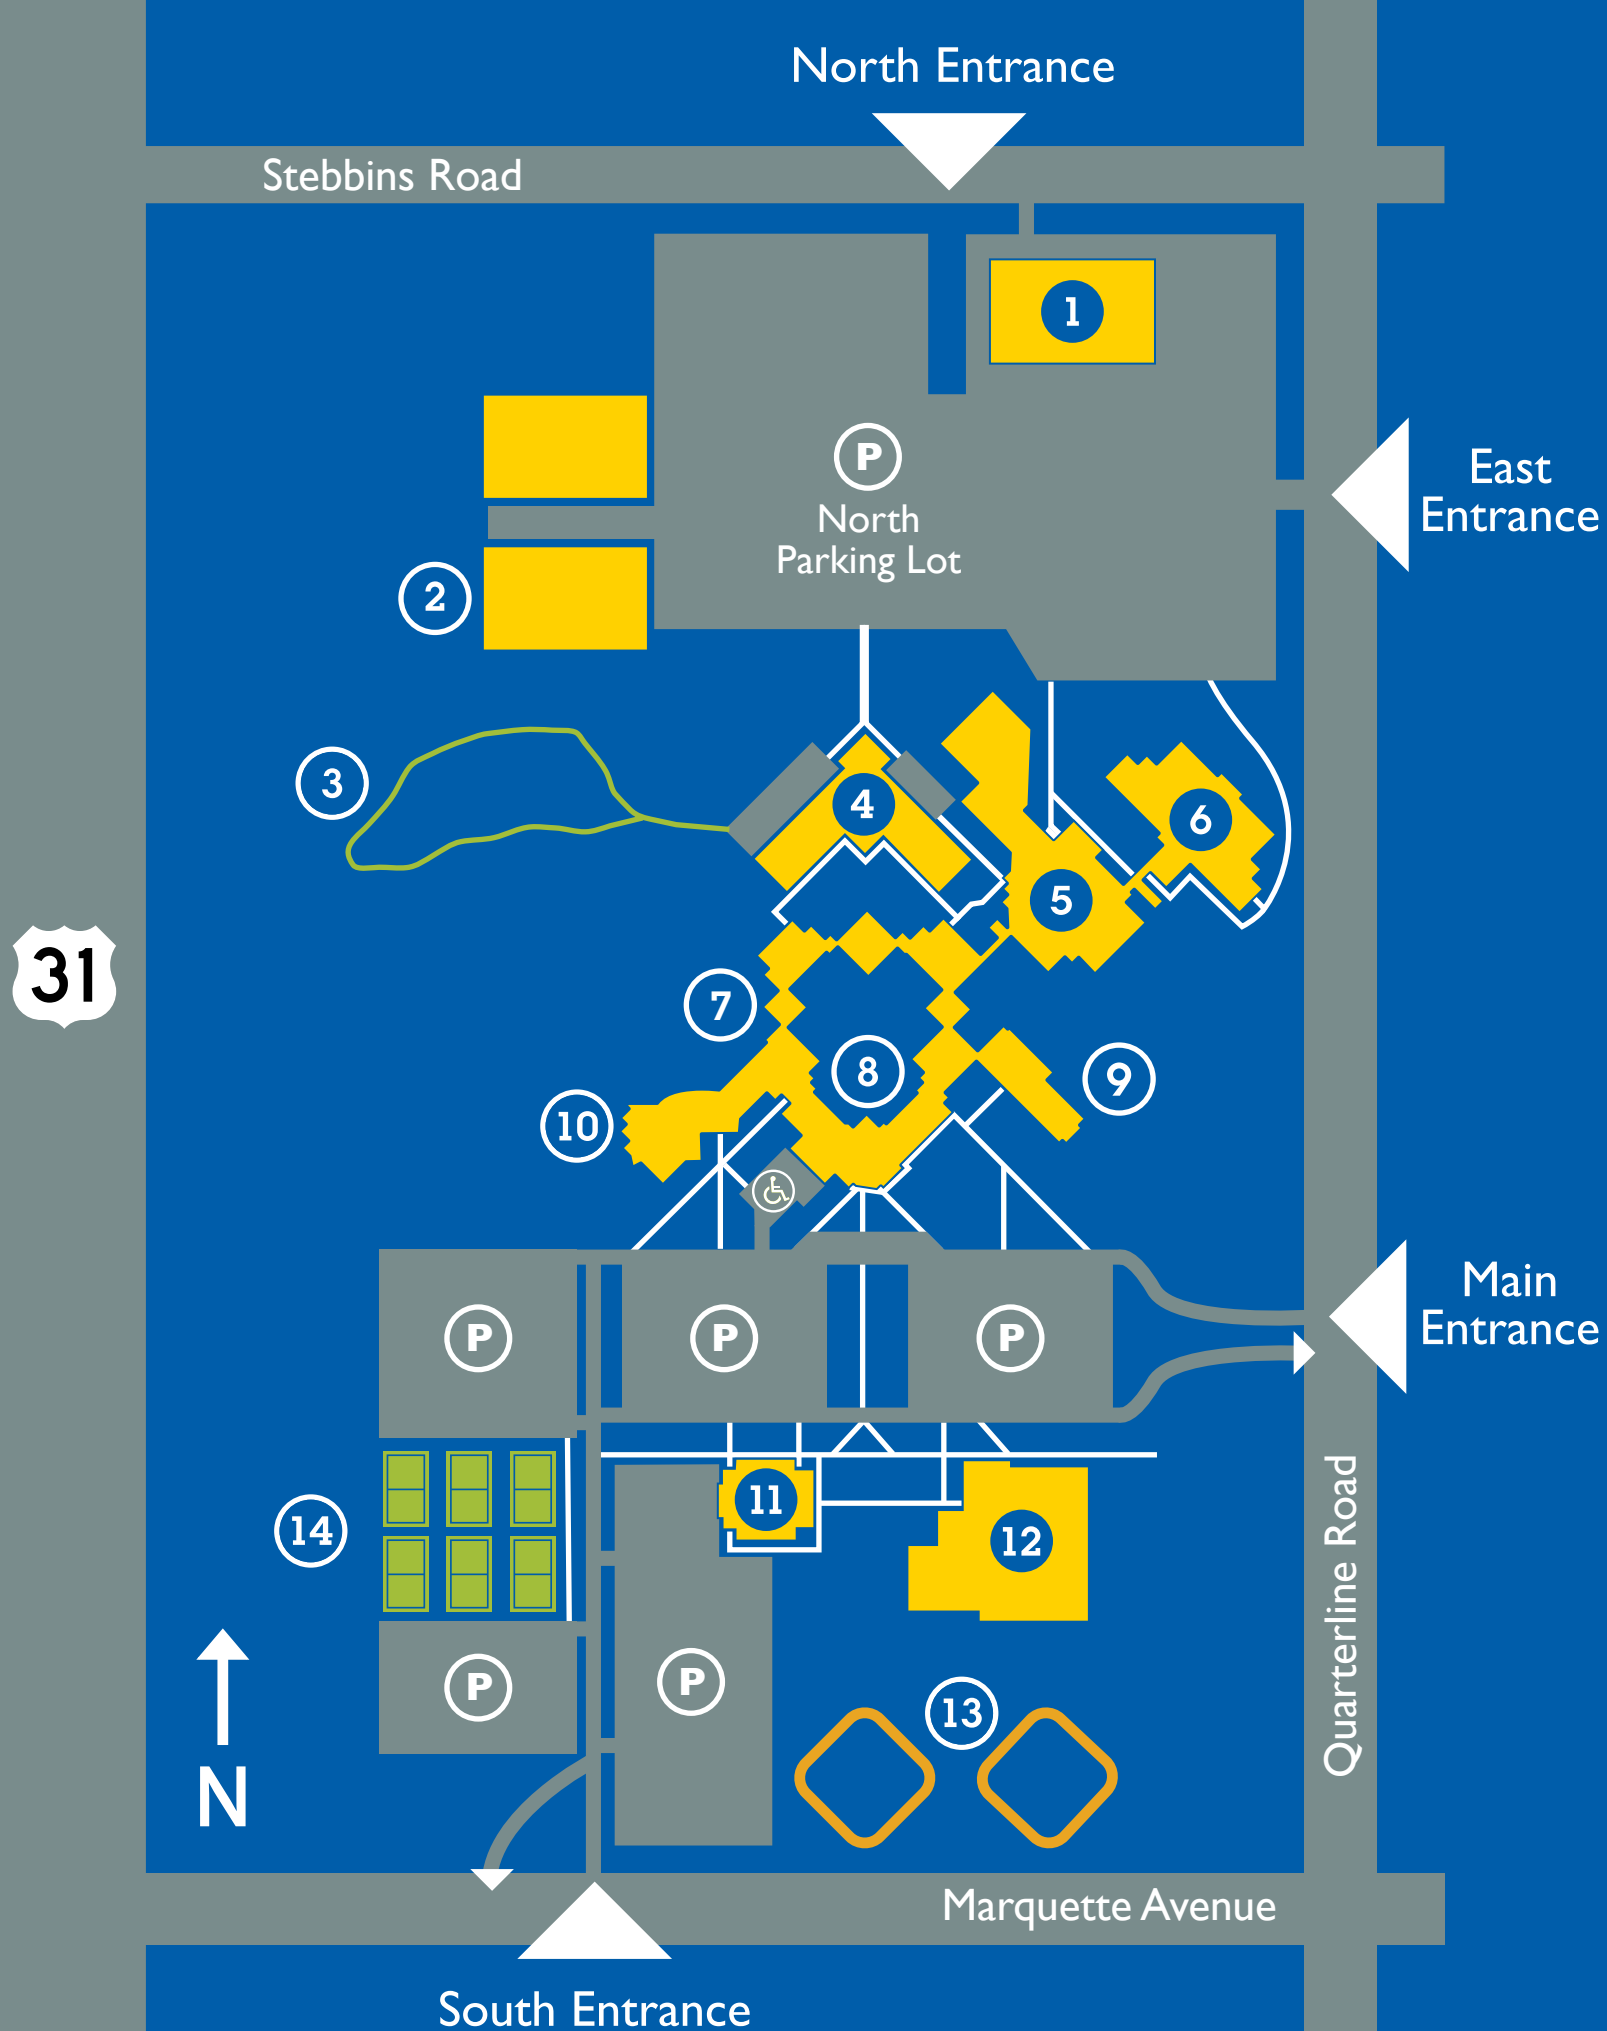 North Entrance
Stebbins Road
1
P
North
Parking Lot
East
Entrance
2
3
4
6
5
31
7
8
9
10
Main
Entrance
P
P
P
11
14
12
Quarterline Road
P
P
13
N
Marquette Avenue
South Entrance